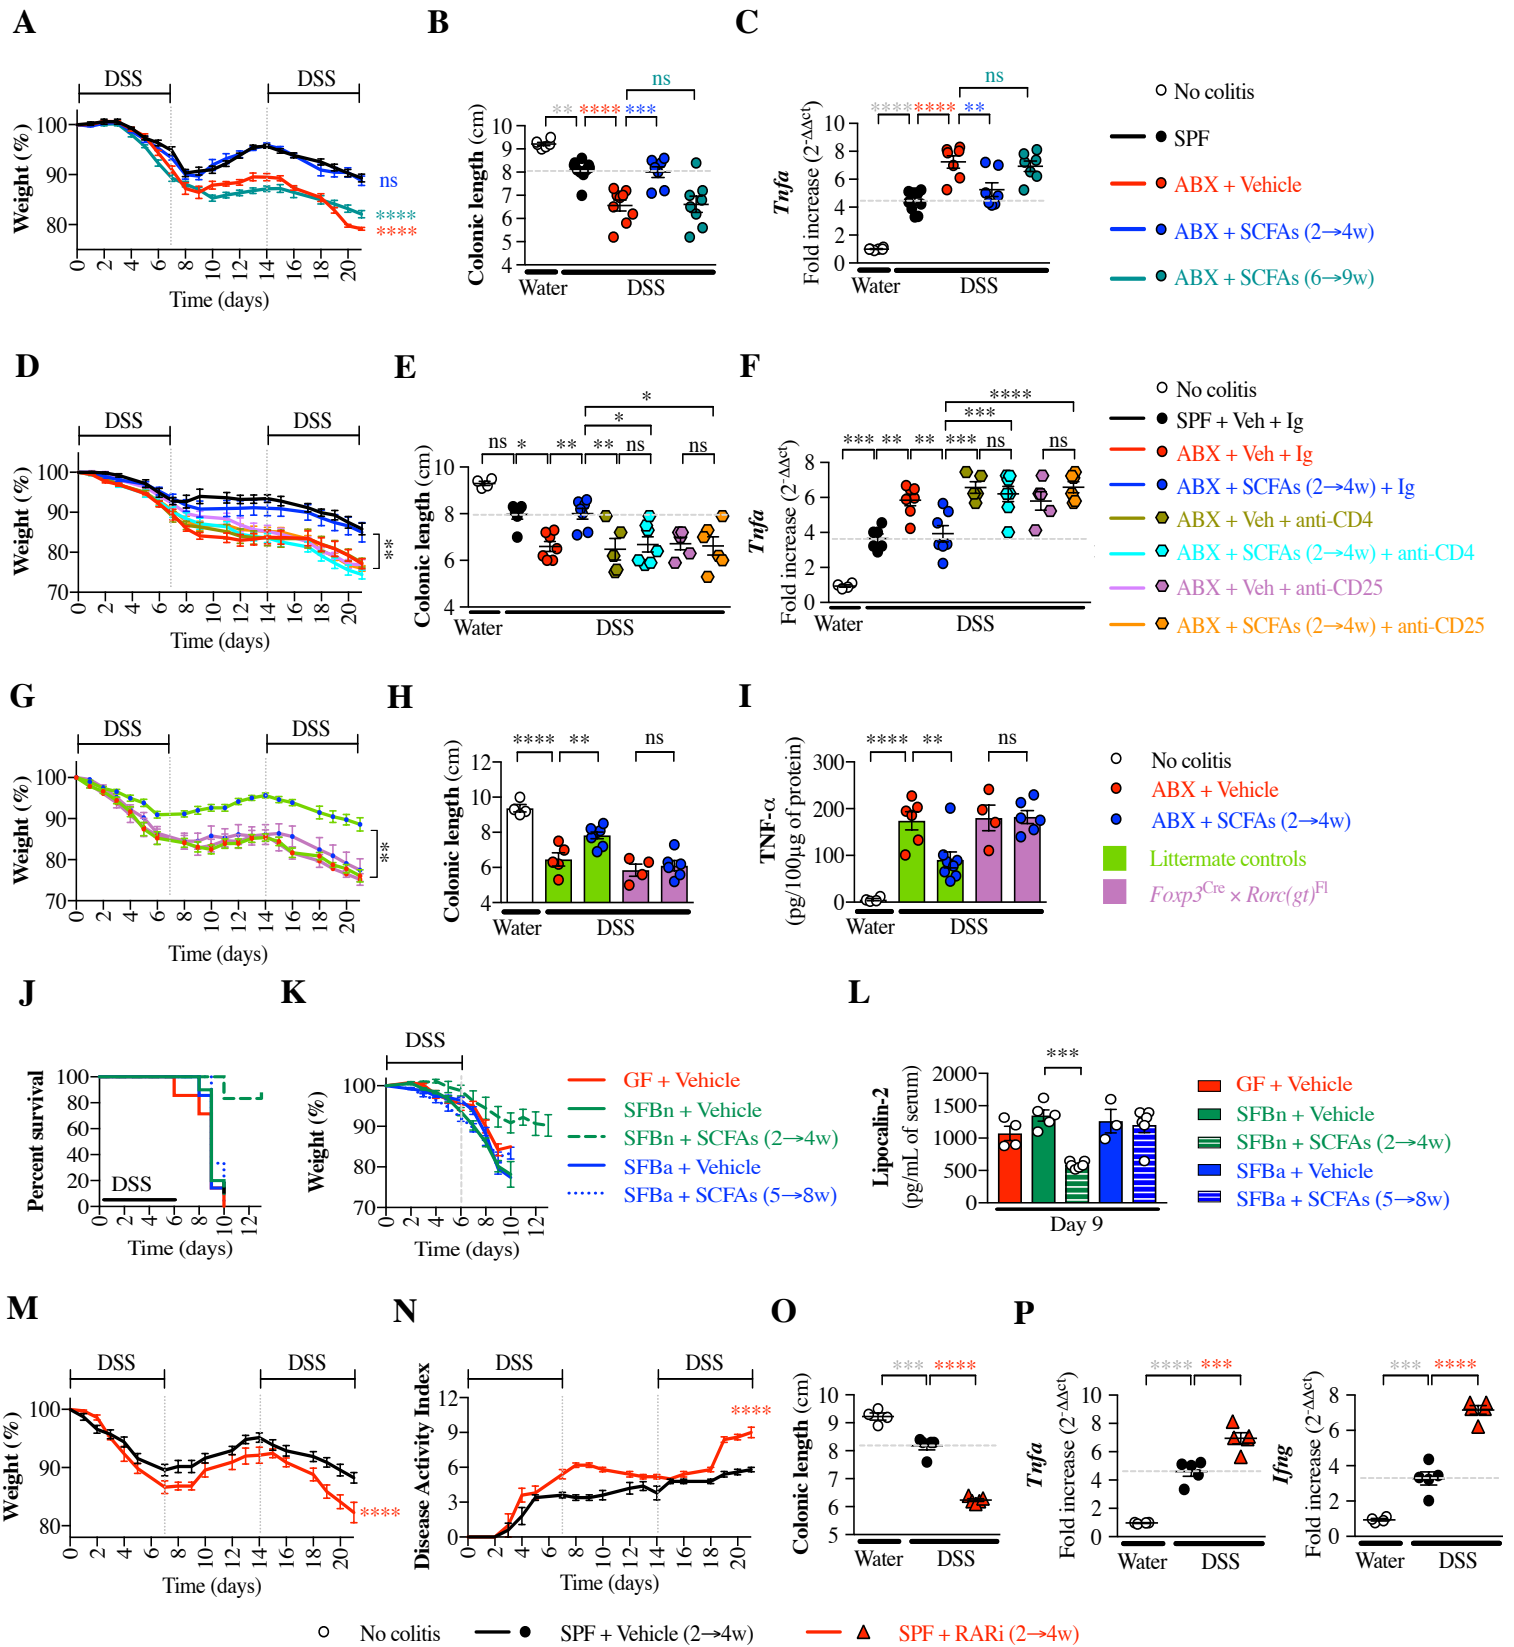 A
B
C
DSS
DSS
Weight (%)
100
90
80
ns
****
****
0 2 4 6 8 10 12 14 16 18 20
Time (days)
ns
** **** ***
Colonic length (cm)
10
9
8
7
6
5
4
Water
DSS
ns
**** **** **
Tnfa
Fold increase (2-ΔΔct)
10
8
6
4
2
0
Water
DSS
No colitis
SPF
ABX + Vehicle
ABX + SCFAs (2→4w)
ABX + SCFAs (6→9w)
D
E
F
DSS
DSS
Weight (%)
100
90
80
70
**
0 2 4 6 8 10 12 14 16 18 20
Time (days)
*
*
ns * ** ** ns ns
Colonic length (cm)
10
8
6
4
Water
DSS
****
***
*** ** ** *** ns ns
Tnfa
Fold increase (2-ΔΔct)
8
6
4
2
0
Water
DSS
No colitis
SPF + Veh + Ig
ABX + Veh + Ig
ABX + SCFAs (2→4w) + Ig
ABX + Veh + anti-CD4
ABX + SCFAs (2→4w) + anti-CD4
ABX + Veh + anti-CD25
ABX + SCFAs (2→4w) + anti-CD25
G
H
I
DSS
DSS
Weight (%)
100
90
80
70
**
0 2 4 6 8 10 12 14 16 18 20
Time (days)
**** ** ns
Colonic length (cm)
12
10
8
6
4
Water
DSS
**** ** ns
TNF-α
(pg/100μg of protein)
300
200
100
0
Water
DSS
No colitis
ABX + Vehicle
ABX + SCFAs (2→4w)
Littermate controls
Foxp3Cre × Rorc(gt)Fl
J
K
L
Percent survival
100
80
60
40
20
0
DSS
0 2 4 6 8 10 12
Time (days)
DSS
Weight (%)
100
90
80
70
0 2 4 6 8 10 12
Time (days)
GF + Vehicle
SFBn + Vehicle
SFBn + SCFAs (2→4w)
SFBa + Vehicle
SFBa + SCFAs (5→8w)
***
Lipocalin-2
(pg/mL of serum)
2000
1500
1000
500
0
Day 9
GF + Vehicle
SFBn + Vehicle
SFBn + SCFAs (2→4w)
SFBa + Vehicle
SFBa + SCFAs (5→8w)
M
N
O
P
DSS
DSS
Weight (%)
100
90
80
****
0 2 4 6 8 10 12 14 16 18 20
Time (days)
DSS
DSS
Disease Activity Index
12
9
6
3
0
****
0 2 4 6 8 10 12 14 16 18 20
Time (days)
*** ****
Colonic length (cm)
10
9
8
7
6
5
Water
DSS
**** ***
Tnfa
Fold increase (2-ΔΔct)
10
8
6
4
2
0
Water
DSS
*** ****
Ifng
Fold increase (2-ΔΔct)
8
6
4
2
0
Water
DSS
No colitis
SPF + Vehicle (2→4w)
SPF + RARi (2→4w)